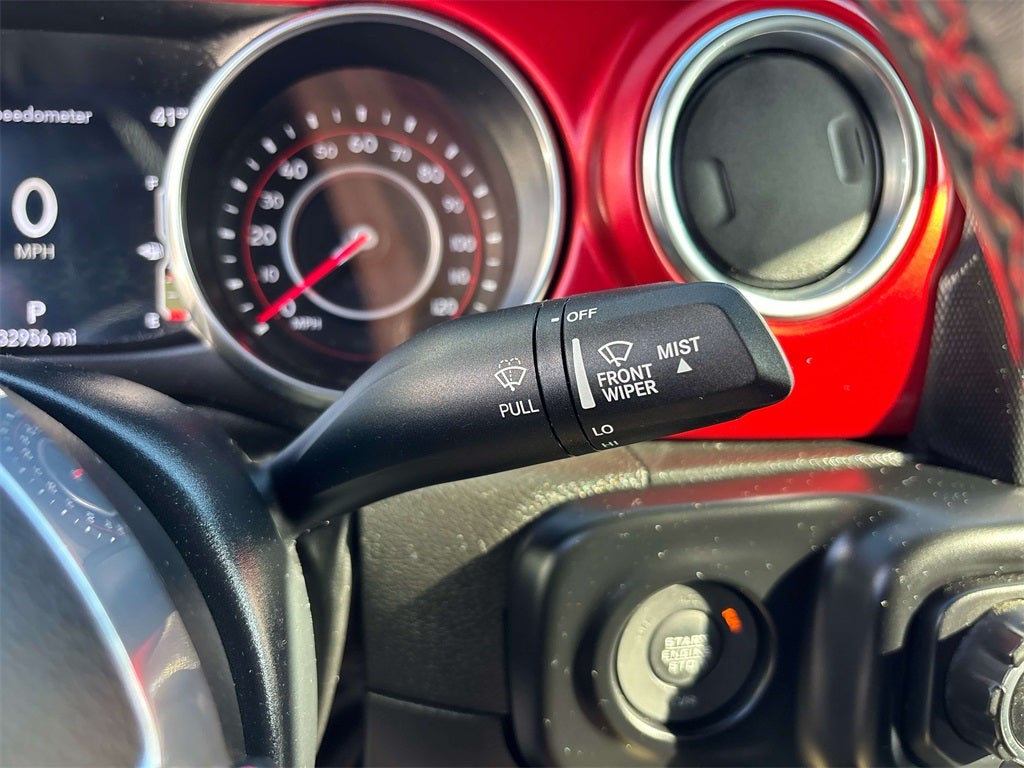 peedometer 41°
0
MPH
P
32956 mi
F
E
0 10 20 30 40 50 60 70 80 90 100 110 120
MPH
- OFF
MIST
FRONT
WIPER
PULL
LO
HI
START
ENGINE